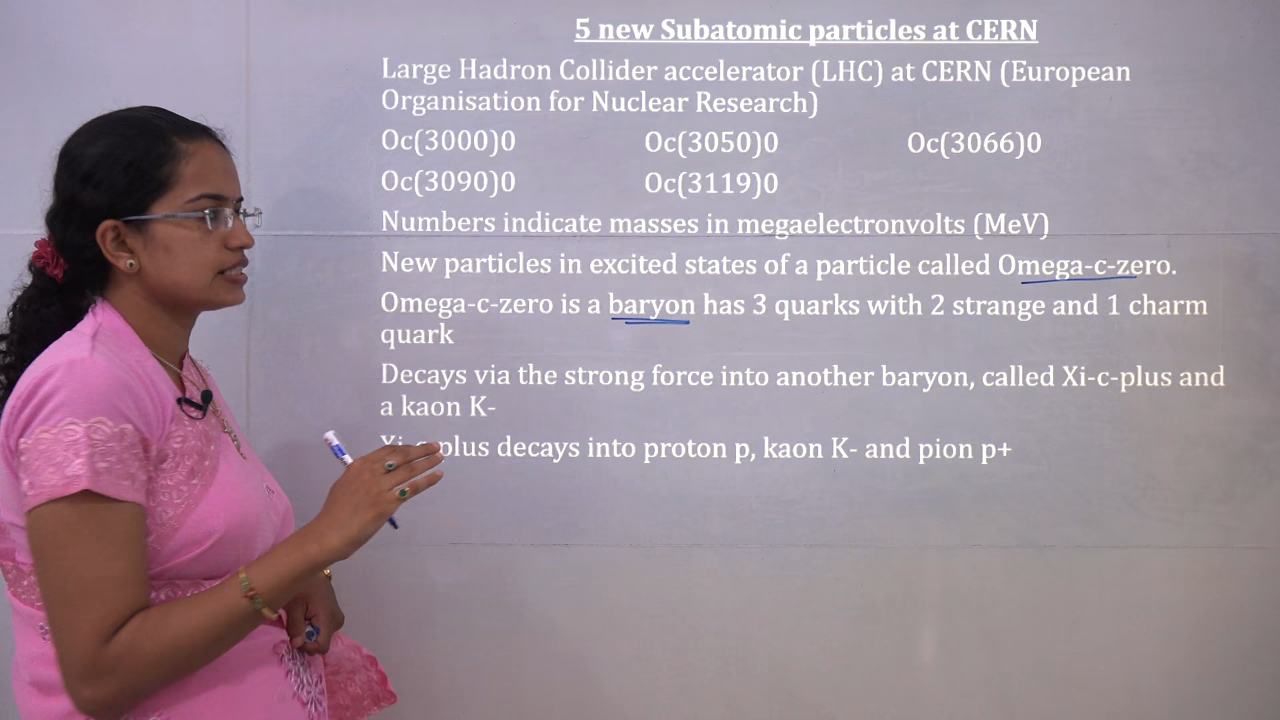 5 new Subatomic particles at CERN
Large Hadron Collider accelerator (LHC) at CERN (European
Organisation for Nuclear Research)
Oc(3000)0 Oc(3050)0 Oc(3066)0
Oc(3090)0 Oc(3119)0
Numbers indicate masses in megaelectronvolts (MeV)
New particles in excited states of a particle called Omega-c-zero.
Omega-c-zero is a baryon has 3 quarks with 2 strange and 1 charm
quark
Decays via the strong force into another baryon, called Xi-c-plus and
a kaon K-
Xi-c-plus decays into proton p, kaon K- and pion p+